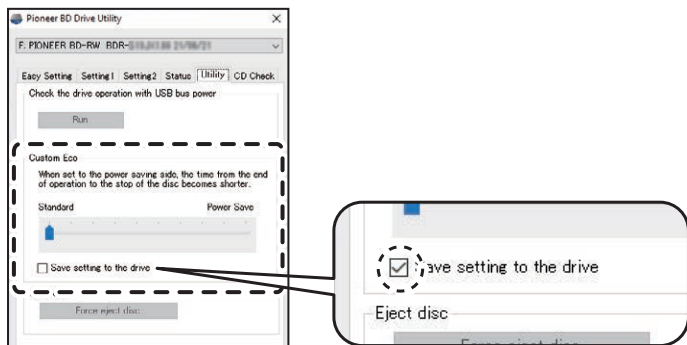 Pioneer BD Drive Utility
F: PIONEER BD-RW BDR-
Easy Setting Setting1 Setting2 Status Utility CD Check
Check the drive operation with USB bus power
Run
Custom Eco
When set to the power saving side, the time from the end
of operation to the stop of the disc becomes shorter.
Standard Power Save
Save setting to the drive
Force eject disc
ave setting to the drive
Eject disc
Force eject disc